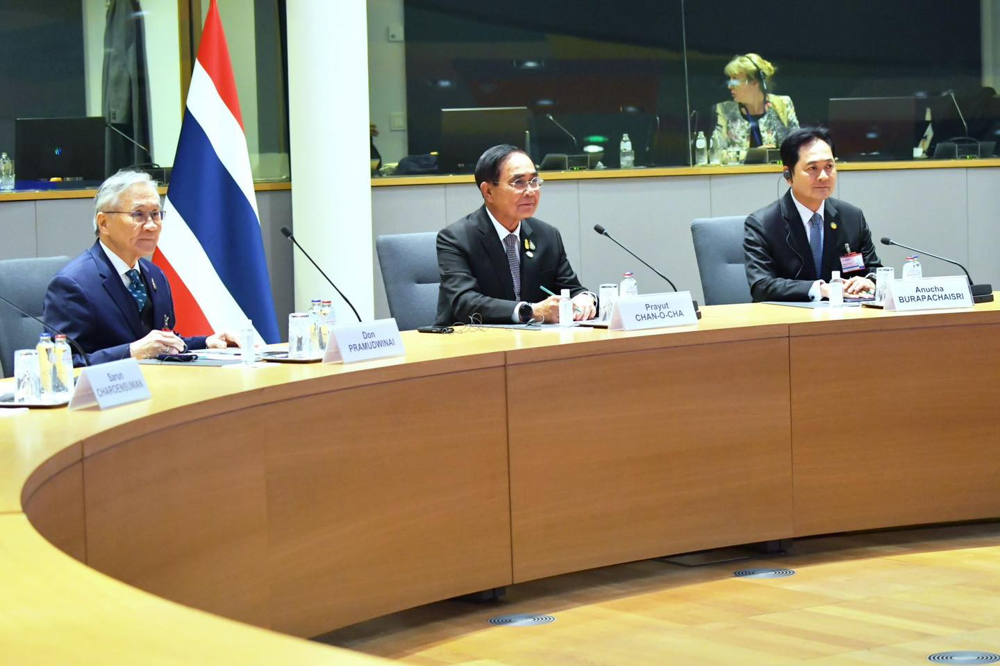 Sarun
CHAROENSUWAN
Don
PRAMUDWINAI
Prayut
CHAN-O-CHA
Anucha
BURAPACHAISRI